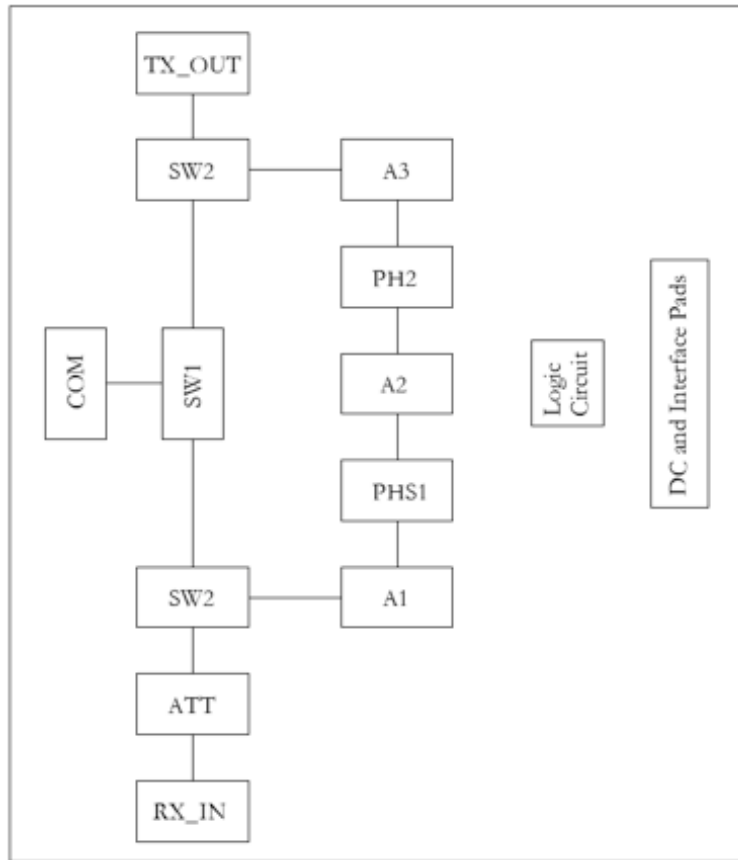 TX_OUT
SW2
A3
PH2
COM
SW1
A2
Logic
Circuit
DC and Interface Pads
PHS1
SW2
A1
ATT
RX_IN